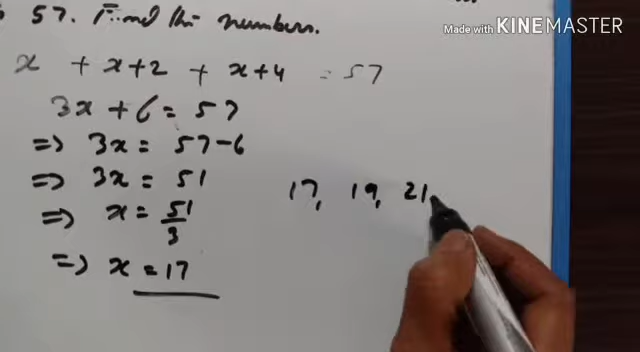 57. Find the numbers.
Made with KINEMASTER
x + x+2 + x+4 = 57
3x + 6 = 57
=> 3x = 57-6
=> 3x = 51
17, 19, 21
=> x = 51/3
=> x = 17